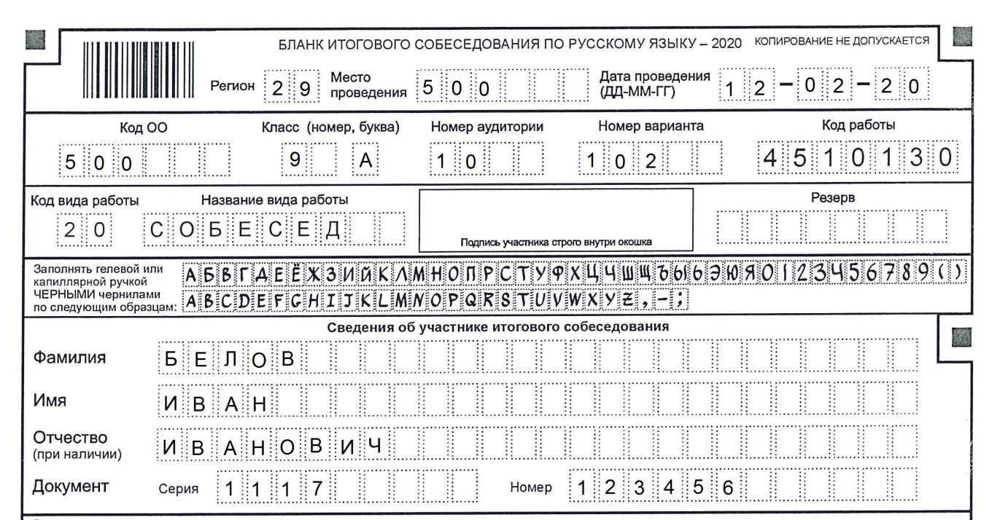 БЛАНК ИТОГОВОГО СОБЕСЕДОВАНИЯ ПО РУССКОМУ ЯЗЫКУ – 2020 КОПИРОВАНИЕ НЕ ДОПУСКАЕТСЯ
Регион 29 Место проведения 500 Дата проведения (ДД-ММ-ГГ) 12-02-20
Код ОО Класс (номер, буква) Номер аудитории Номер варианта Код работы
500 9 А 10 102 4510130
Код вида работы Название вида работы Резерв
20 СОБЕСЕД
Подпись участника строго внутри окошка
Заполнять гелевой или
капиллярной ручкой
ЧЕРНЫМИ чернилами
по следующим образцам:
АБВГДЕЁЖЗИЙКЛМНОПРСТУФХЦЧШЩЪЫЬЭЮЯ0123456789()
ABCDEFGHIJKLMNOPQRSTUVWXYZ,-;
Сведения об участнике итогового собеседования
Фамилия БЕЛОВ
Имя ИВАН
Отчество ИВАНОВИЧ
(при наличии)
Документ Серия 1117 Номер 123456